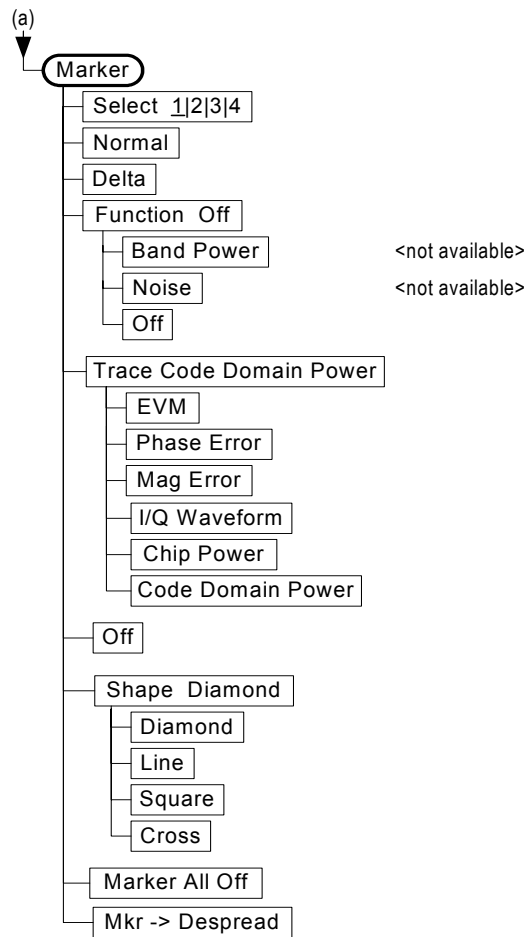 (a)
Marker
Select 1|2|3|4
Normal
Delta
Function Off
Band Power <not available>
Noise <not available>
Off
Trace Code Domain Power
EVM
Phase Error
Mag Error
I/Q Waveform
Chip Power
Code Domain Power
Off
Shape Diamond
Diamond
Line
Square
Cross
Marker All Off
Mkr -> Despread